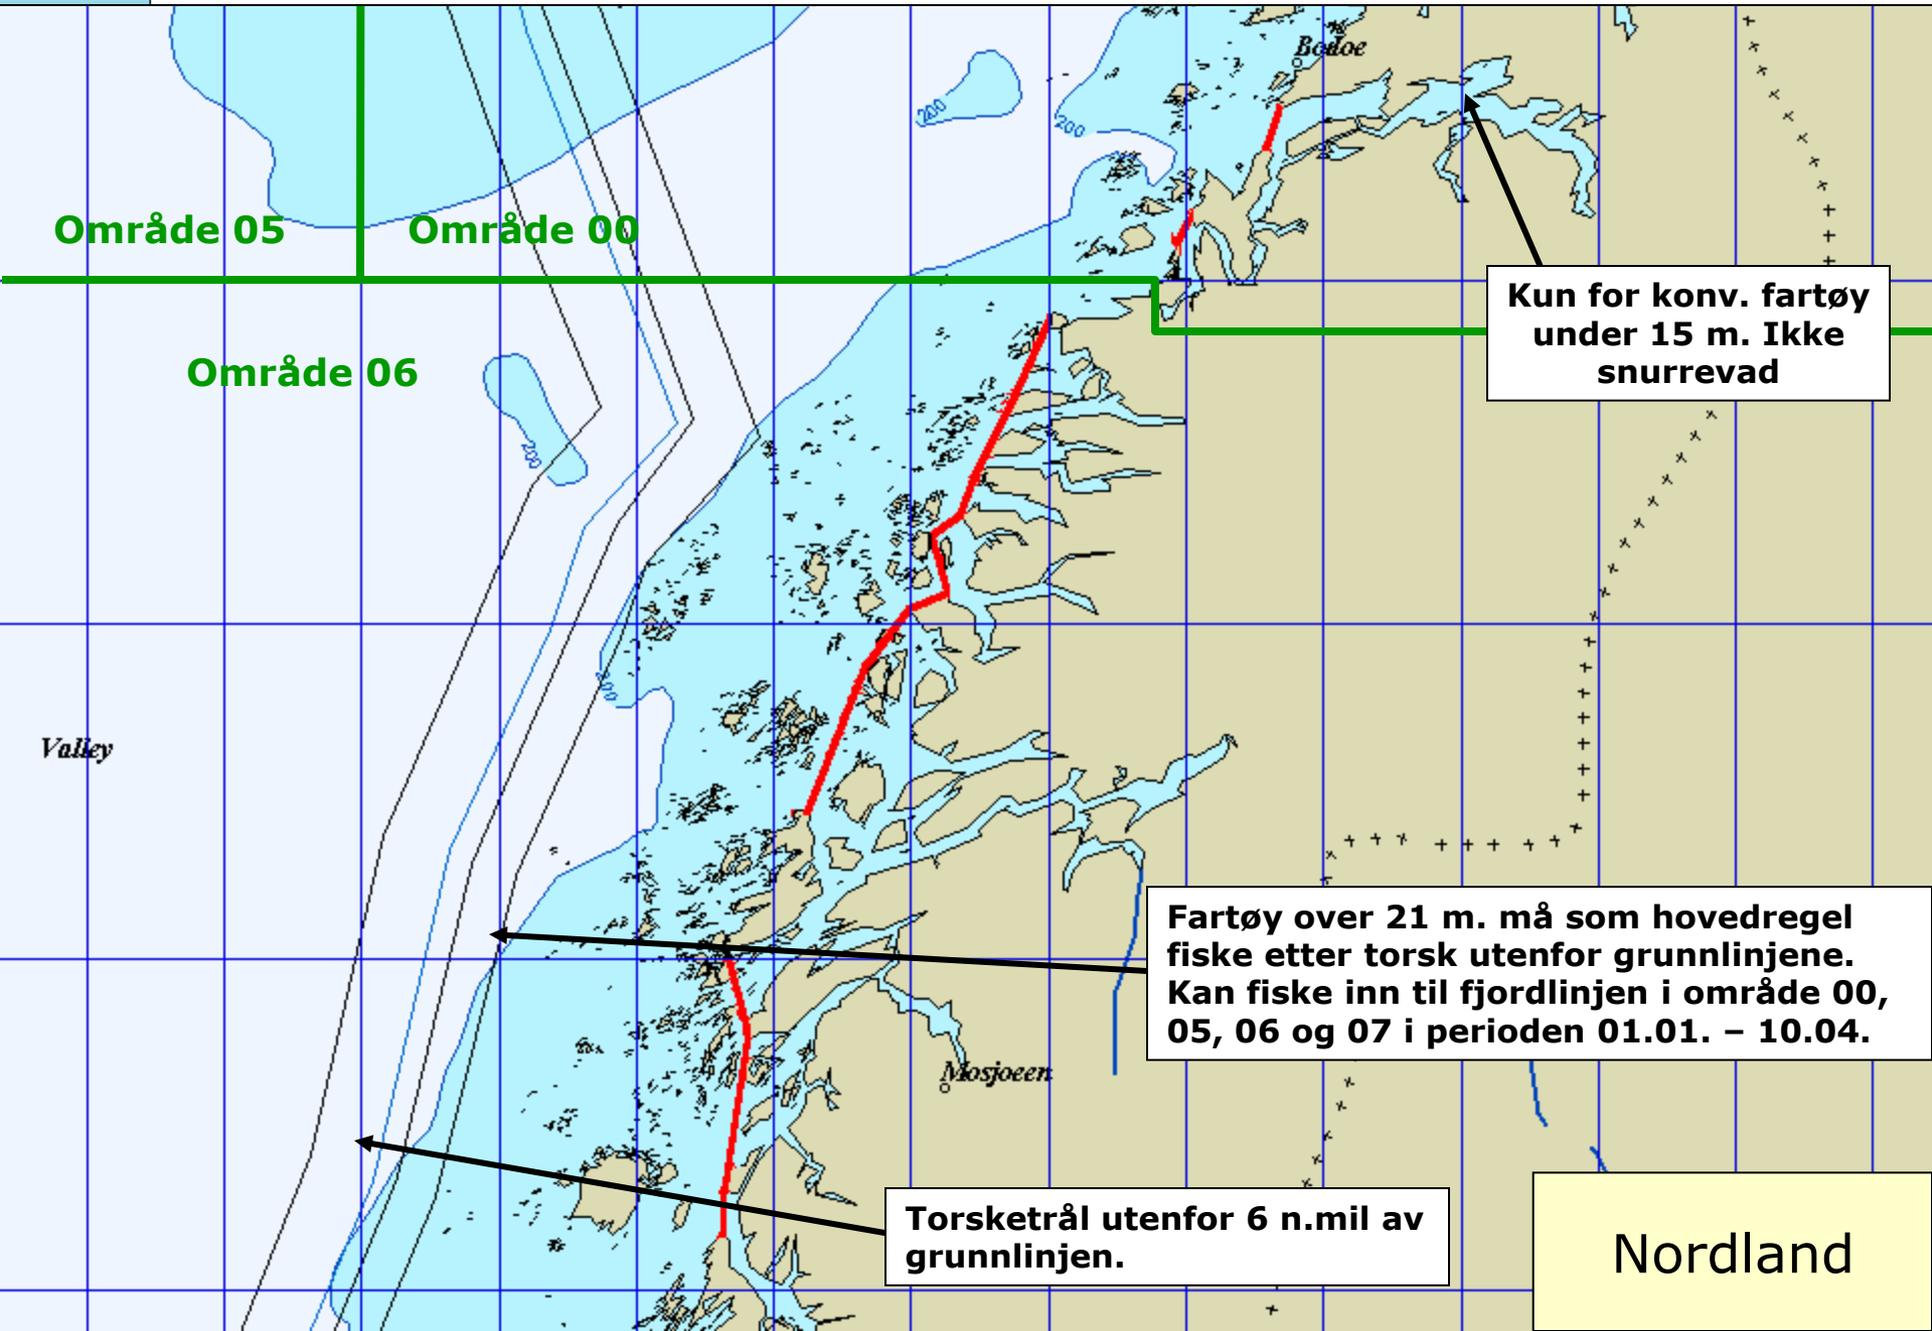 Bodoe
200
200
Område 05
Område 00
Kun for konv. fartøy
under 15 m. Ikke
snurrevad
Område 06
200
200
Valley
Fartøy over 21 m. må som hovedregel
fiske etter torsk utenfor grunnlinjene.
Kan fiske inn til fjordlinjen i område 00,
05, 06 og 07 i perioden 01.01. – 10.04.
Mosjoeen
Torsketrål utenfor 6 n.mil av
grunnlinjen.
Nordland